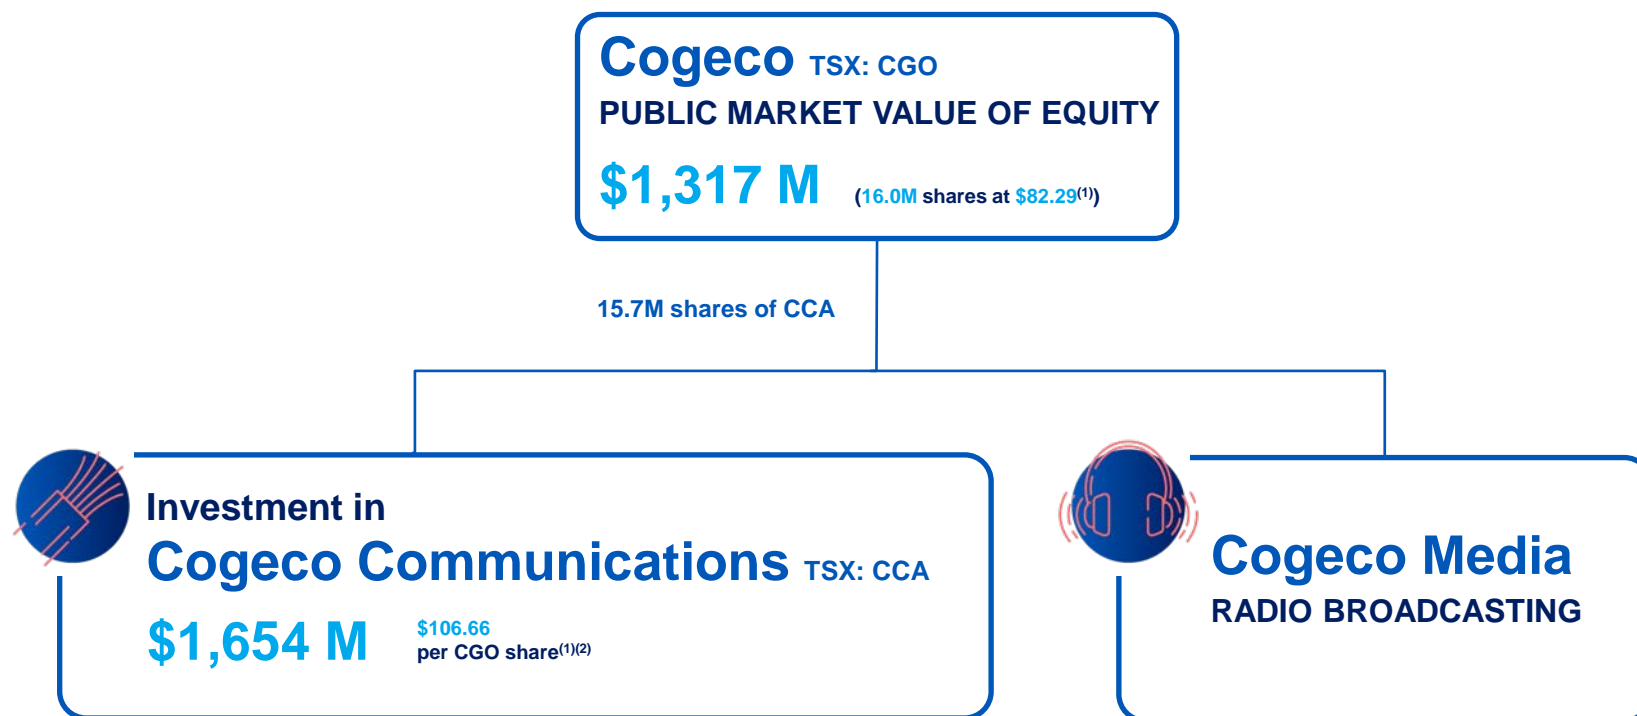 Cogeco TSX: CGO
PUBLIC MARKET VALUE OF EQUITY
$1,317 M (16.0M shares at $82.29(1))
15.7M shares of CCA
Investment in
Cogeco Communications TSX: CCA
$1,654 M $106.66
per CGO share(1)(2)
Cogeco Media
RADIO BROADCASTING